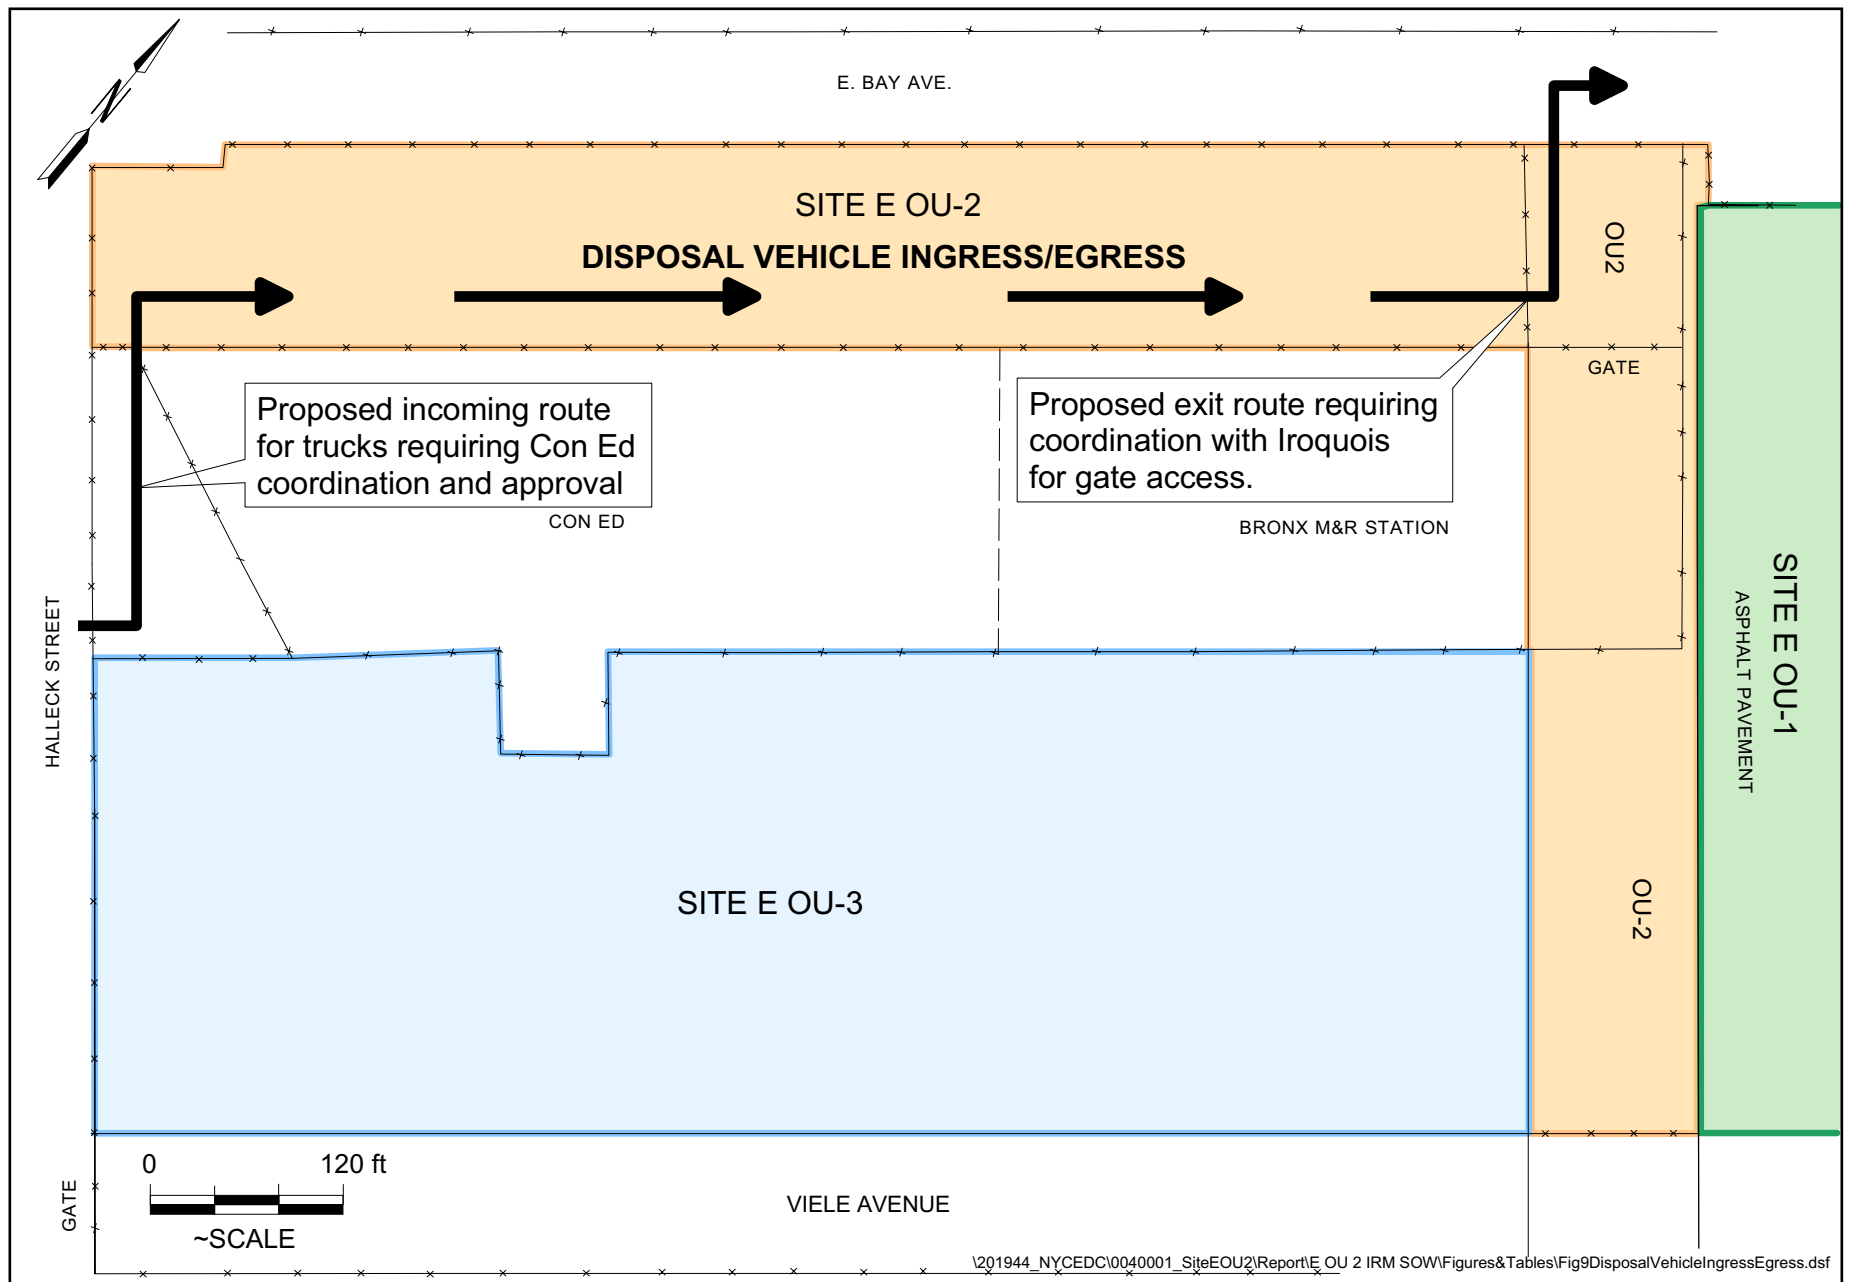 N
E. BAY AVE.
SITE E OU-2
DISPOSAL VEHICLE INGRESS/EGRESS
OU2
GATE
Proposed incoming route
for trucks requiring Con Ed
coordination and approval
CON ED
Proposed exit route requiring
coordination with Iroquois
for gate access.
BRONX M&R STATION
HALLECK STREET
SITE E OU-1
ASPHALT PAVEMENT
SITE E OU-3
OU-2
0 120 ft
~SCALE
GATE
VIELE AVENUE
\201944_NYCEDC\0040001_SiteEOU2\Report\E OU 2 IRM SOW\Figures&Tables\Fig9DisposalVehicleIngressEgress.dsf